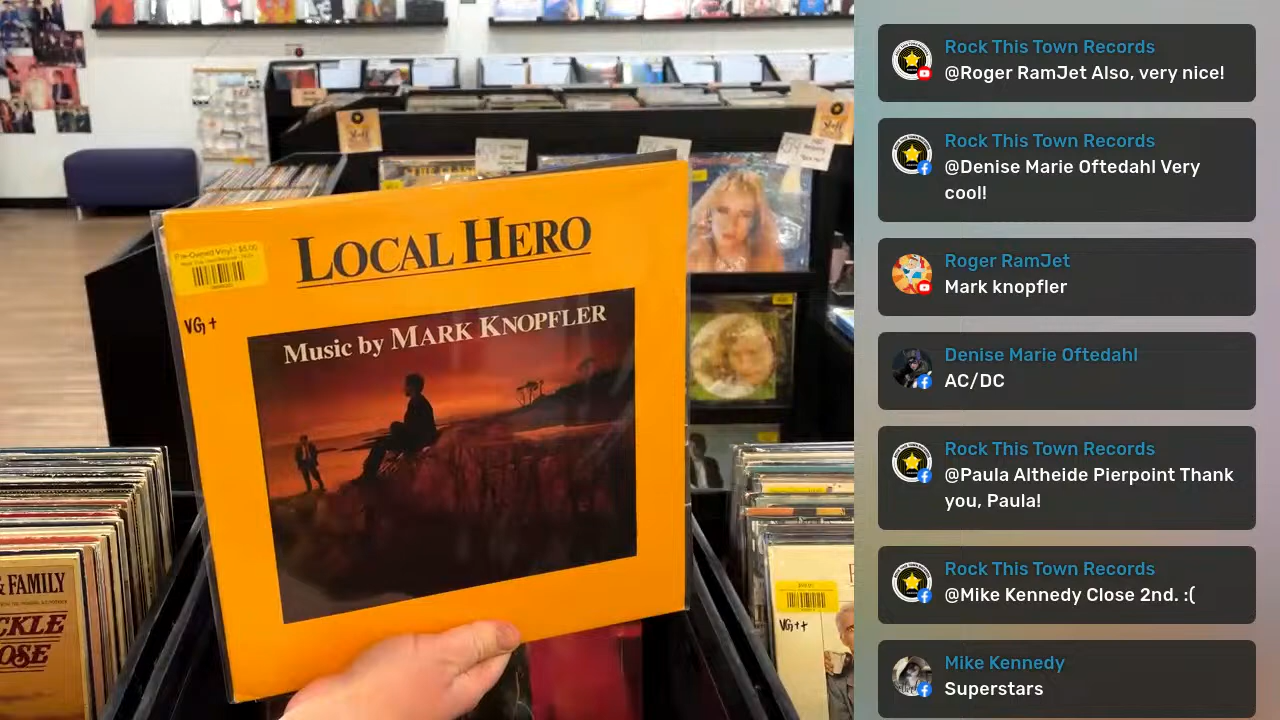 LOCAL HERO
Pre-Owned Vinyl - $5.00
VG+
Music by MARK KNOPFLER
& FAMILY
VG++
Rock This Town Records
@Roger RamJet Also, very nice!
Rock This Town Records
@Denise Marie Oftedahl Very
cool!
Roger RamJet
Mark knopfler
Denise Marie Oftedahl
AC/DC
Rock This Town Records
@Paula Altheide Pierpoint Thank
you, Paula!
Rock This Town Records
@Mike Kennedy Close 2nd. :(
Mike Kennedy
Superstars